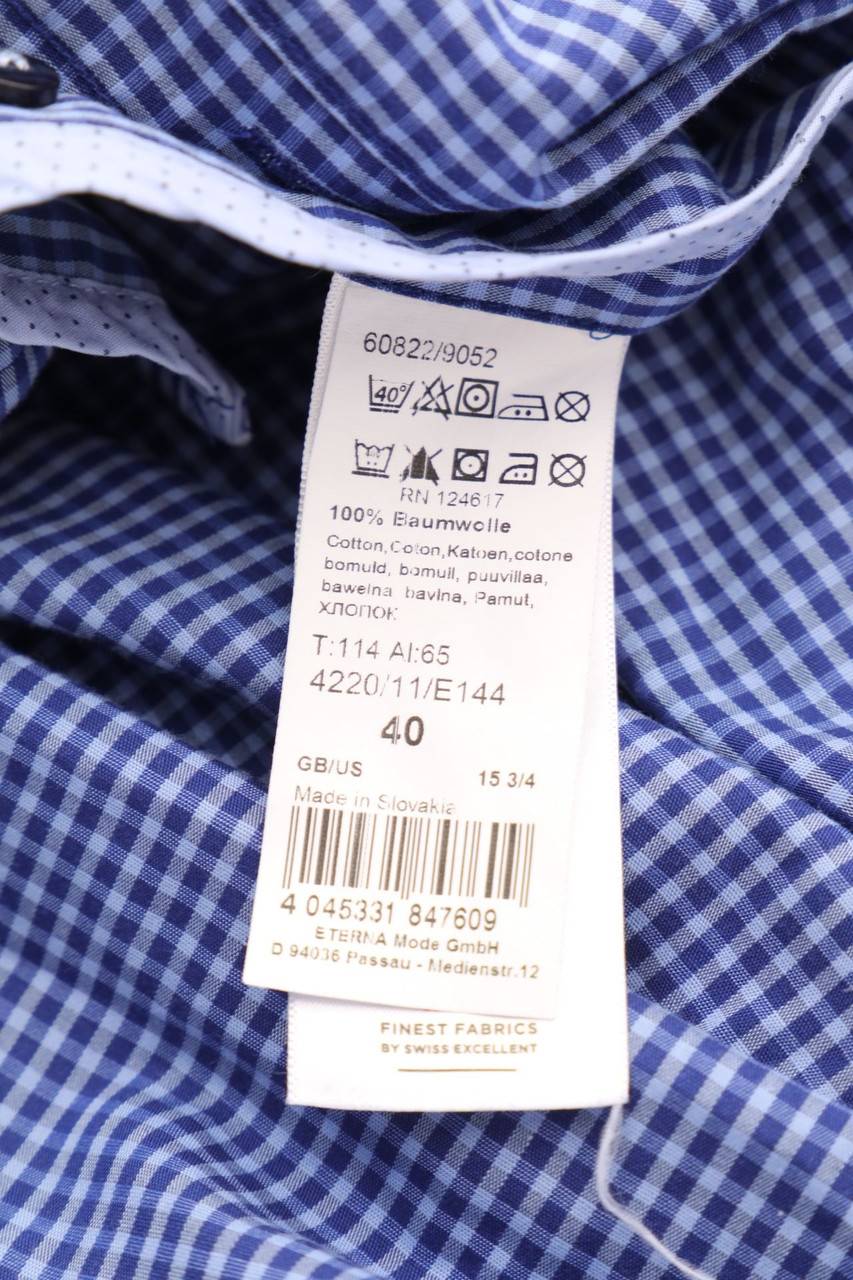 60822/9052
40°
RN 124617
100% Baumwolle
Cotton,Coton,Katoen,cotone
bomuld, bomull, puuvillaa,
bawelna bavlna, Pamut,
хлопок
T:114 Al:65
4220/11/E144
40
GB/US 15 3/4
Made in Slovakia
4 045331 847609
ETERNA Mode GmbH
D 94036 Passau - Medienstr.12
FINEST FABRICS
BY SWISS EXCELLENT